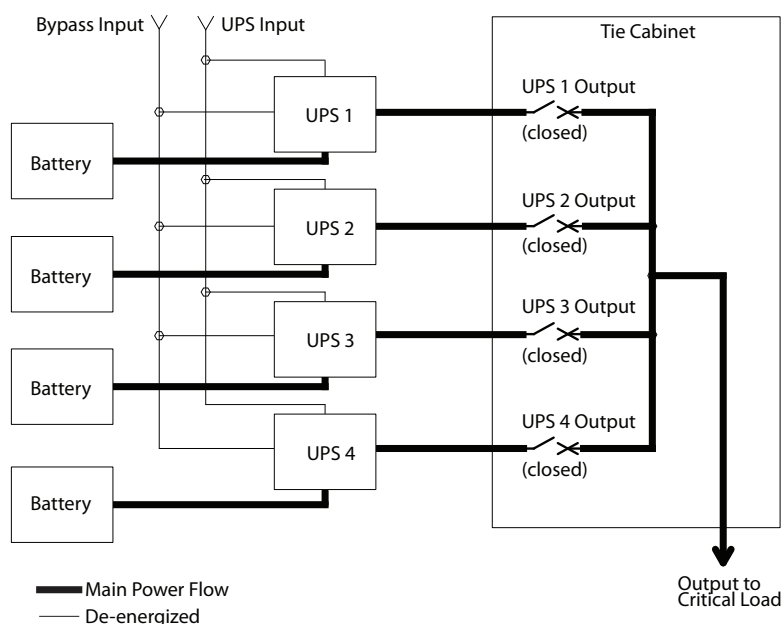 Bypass Input
UPS Input
Tie Cabinet
UPS 1
UPS 1 Output
(closed)
Battery
UPS 2
UPS 2 Output
(closed)
Battery
UPS 3
UPS 3 Output
(closed)
Battery
UPS 4
UPS 4 Output
(closed)
Battery
Main Power Flow
De-energized
Output to
Critical Load